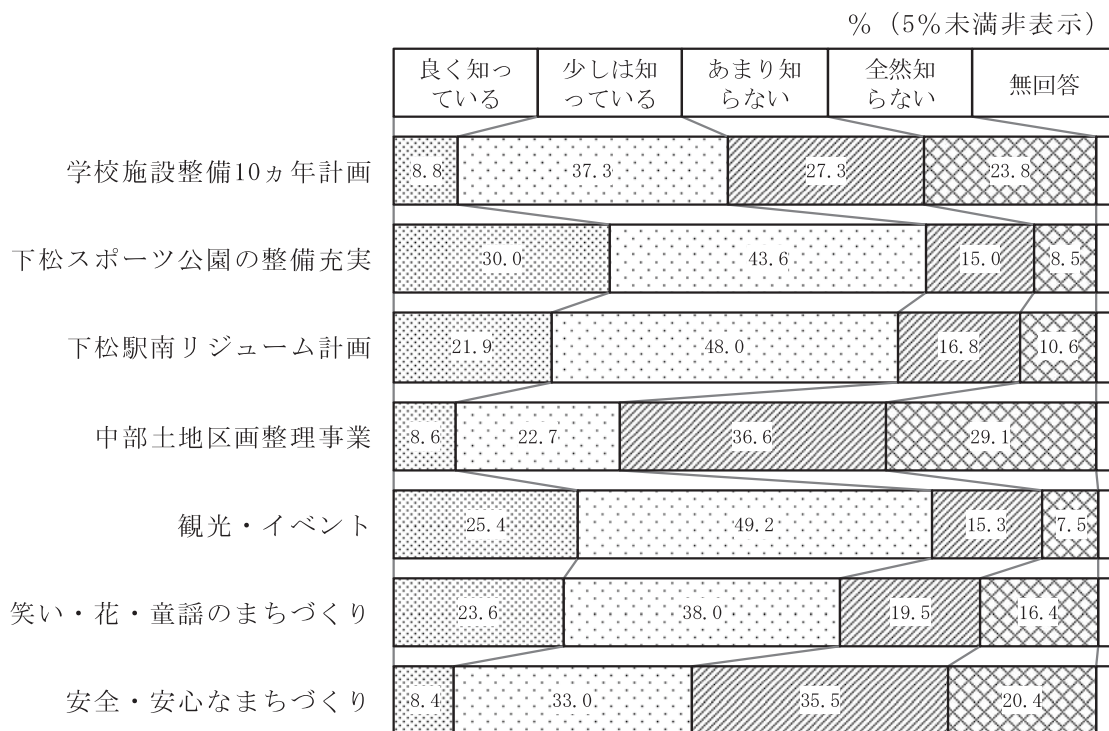 ％（5％未満非表示）
良く知っ
ている
少しは知
っている
あまり知
らない
全然知
らない
無回答
学校施設整備10ヵ年計画
8.8 37.3 27.3 23.8
下松スポーツ公園の整備充実
30.0 43.6 15.0 8.5
下松駅南リジューム計画
21.9 48.0 16.8 10.6
中部土地区画整理事業
8.6 22.7 36.6 29.1
観光・イベント
25.4 49.2 15.3 7.5
笑い・花・童謡のまちづくり
23.6 38.0 19.5 16.4
安全・安心なまちづくり
8.4 33.0 35.5 20.4